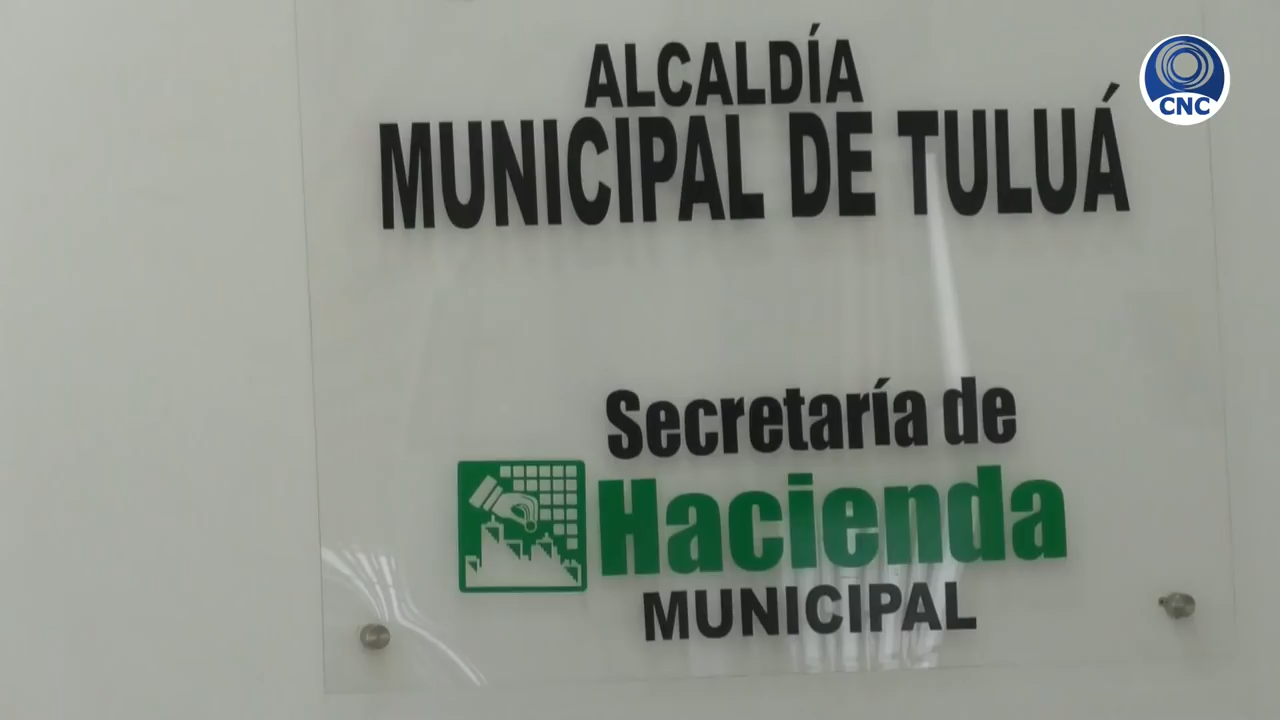 ALCALDÍA
MUNICIPAL DE TULUÁ
CNC
Secretaría de
Hacienda
MUNICIPAL